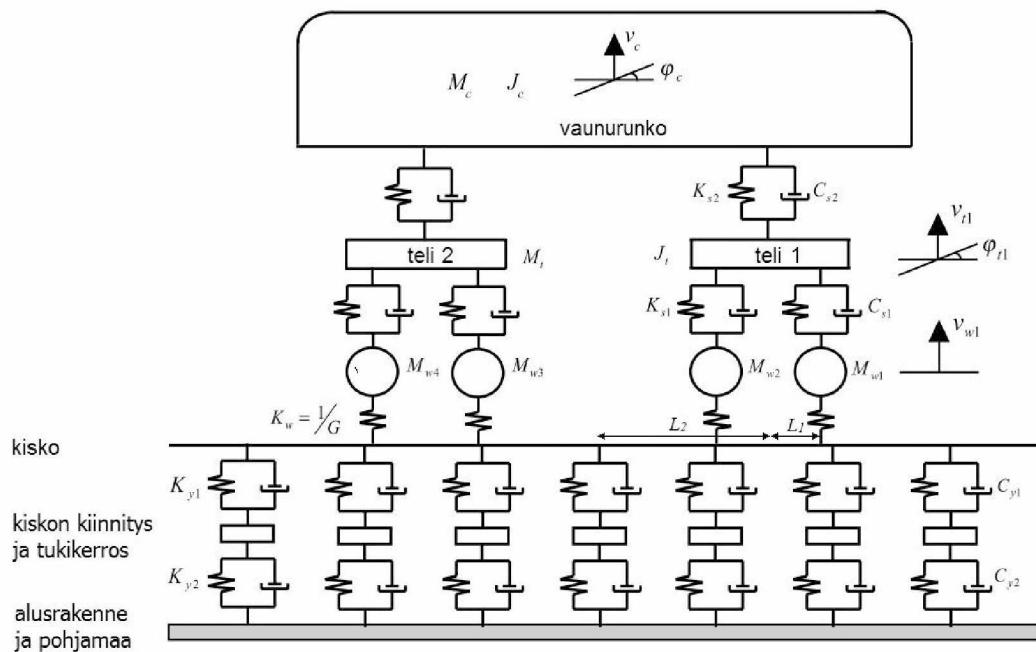 v_c
φ_c
M_c J_c
vaunurunko
K_s2 C_s2
v_t1
teli 2 M_t J_t teli 1
φ_t1
K_s1 C_s1
v_w1
M_w4 M_w3 M_w2 M_w1
K_w = 1/G L_2 L_1
kisko
K_y1 C_y1
kiskon kiinnitys
ja tukikerros
K_y2 C_y2
alusrakenne
ja pohjamaa